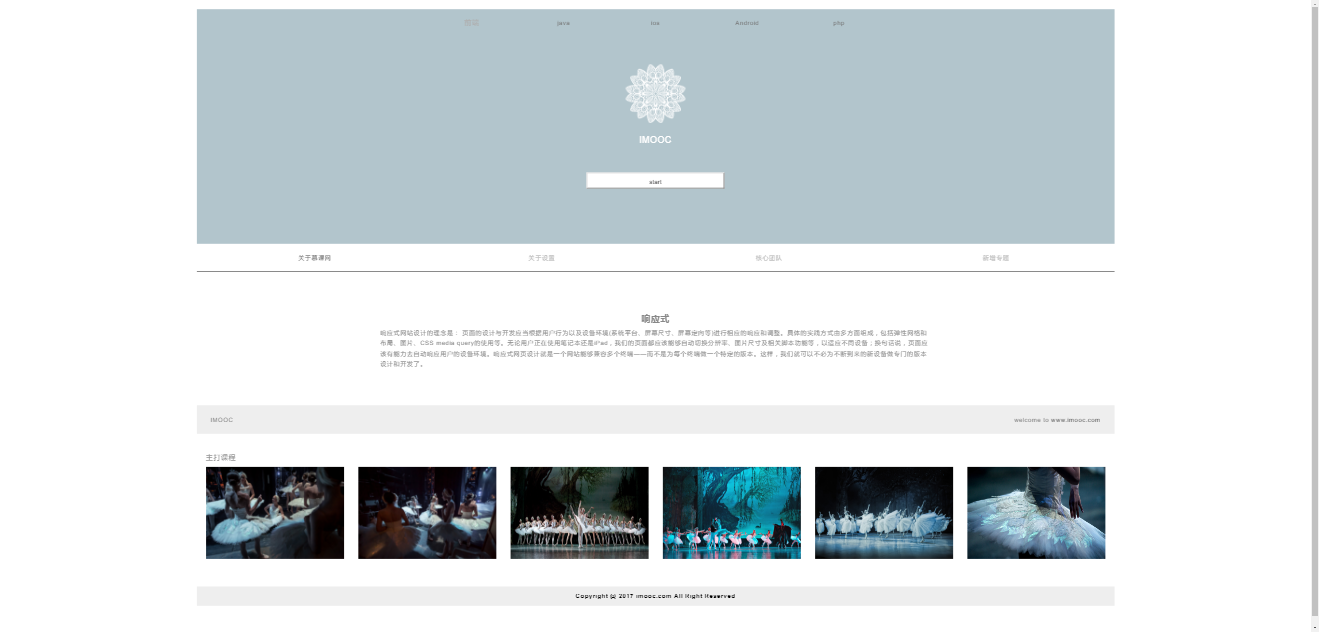 java
ios
Android
php
IMOOC
start
关于慕课网
关于设置
核心团队
新增专题
响应式
响应式网站设计的理念是： 页面的设计与开发应当根据用户行为以及设备环境(系统平台、屏幕尺寸、屏幕定向等)进行相应的响应和调整。具体的实践方式由多方面组成，包括弹性网格和
布局、图片、CSS media query的使用等。无论用户正在使用笔记本还是iPad，我们的页面都应该能够自动切换分辨率、图片尺寸及相关脚本功能等，以适应不同设备；换句话说，页面应
该有能力去自动响应用户的设备环境。响应式网页设计就是一个网站能够兼容多个终端——而不是为每个终端做一个特定的版本。这样，我们就可以不必为不断到来的新设备做专门的版本
设计和开发了。
IMOOC
welcome to www.imooc.com
主打课程
Copyright @ 2017 imooc.com All Right Reserved